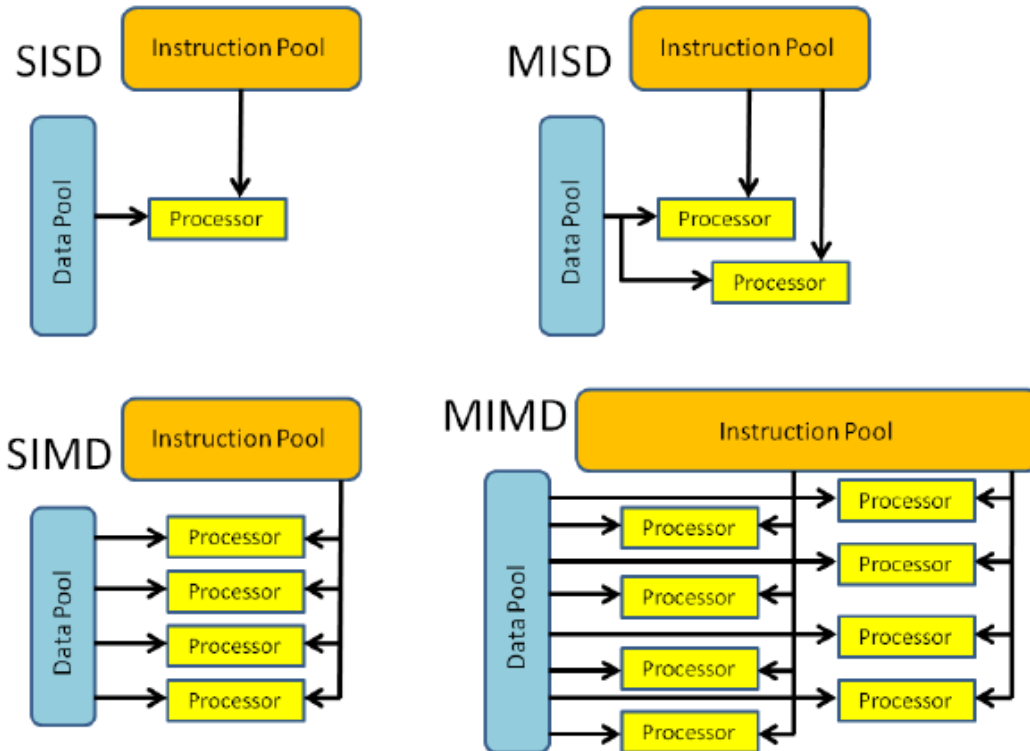 SISD
Instruction Pool
Data Pool
Processor
MISD
Instruction Pool
Data Pool
Processor
Processor
SIMD
Instruction Pool
Data Pool
Processor
Processor
Processor
Processor
MIMD
Instruction Pool
Data Pool
Processor
Processor
Processor
Processor
Processor
Processor
Processor
Processor